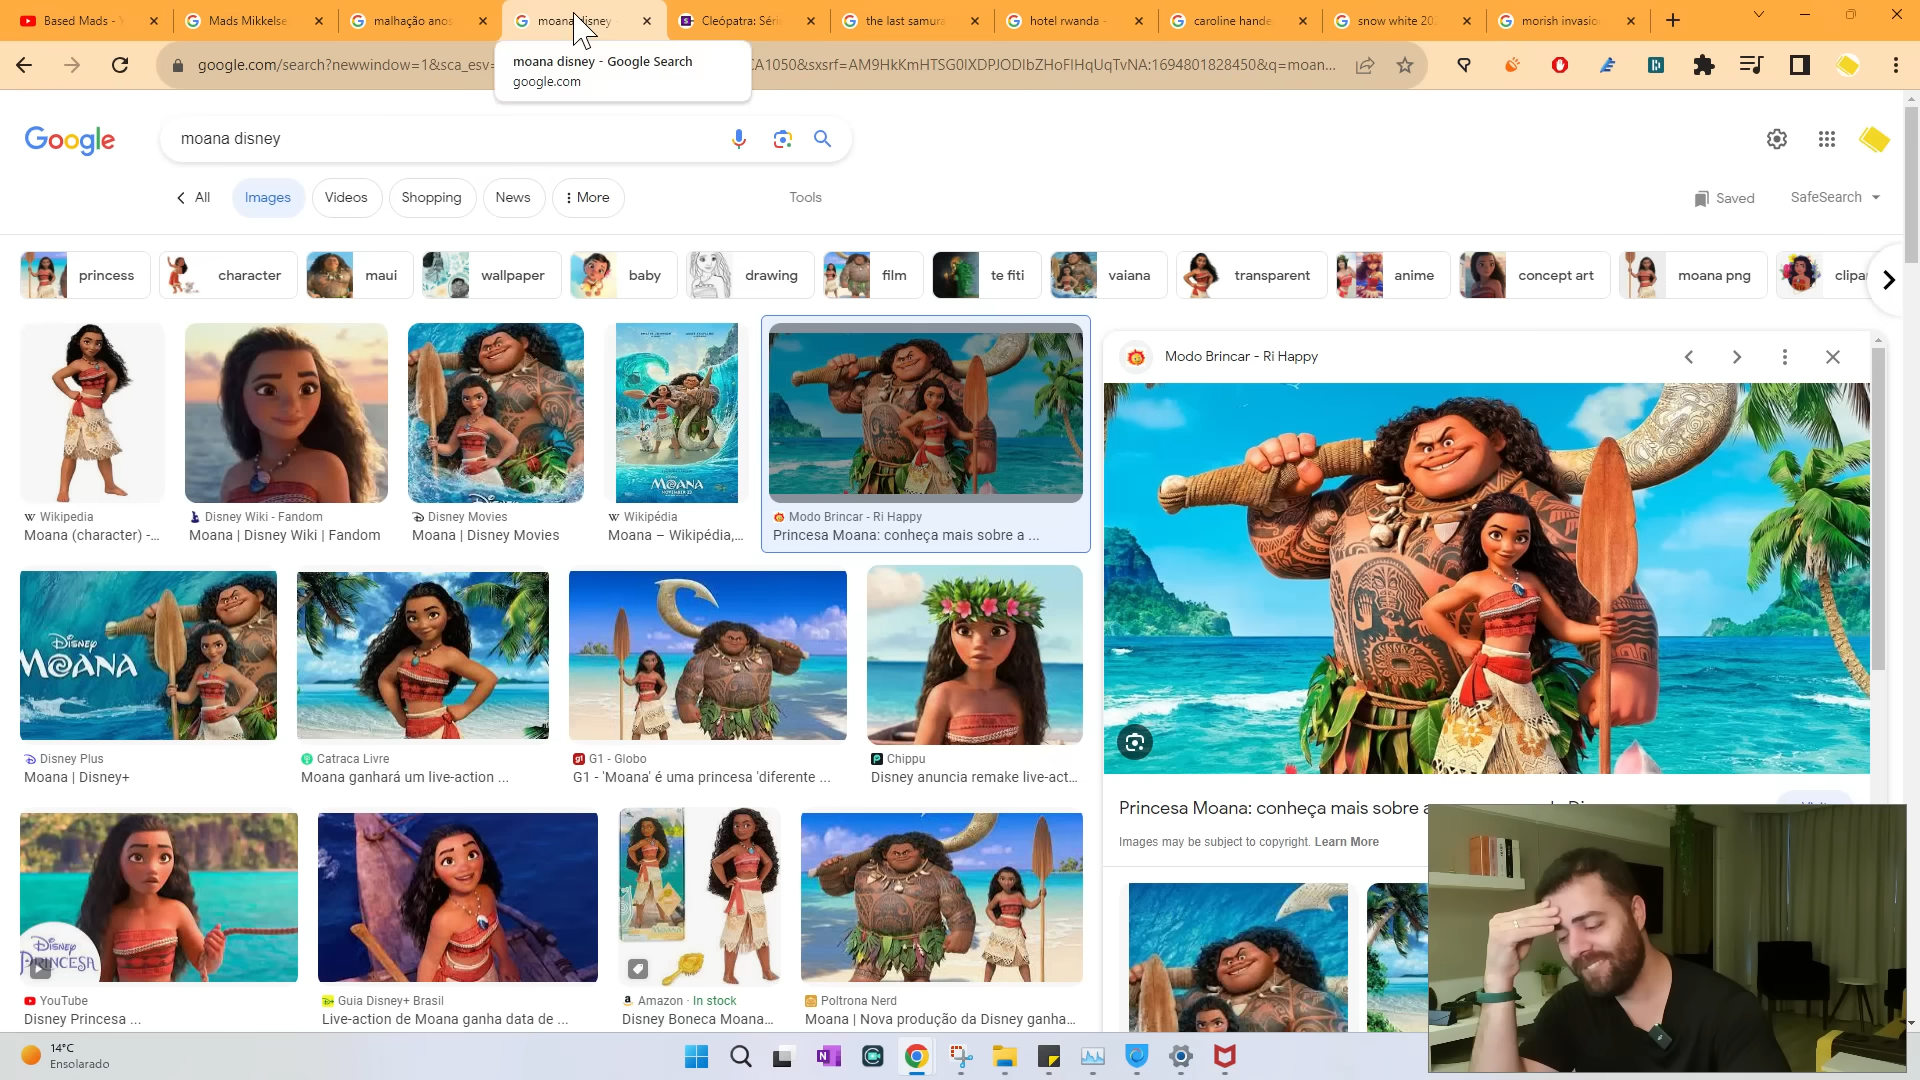 Based Mads - 
Mads Mikkelse
malhação anos
moana disney -
Cleópatra: Séri
the last samura
hotel rwanda -
caroline hande
snow white 20
morish invasio
google.com/search?newwindow=1&sca_esv=
CA1050&sxsrf=AM9HkKmHTSG0IXDPJODIbZHoFIHqUqTvNA:1694801828450&q=moan...
moana disney - Google Search
google.com
Google
moana disney
All
Images
Videos
Shopping
News
More
Tools
Saved
SafeSearch
princess
character
maui
wallpaper
baby
drawing
film
te fiti
vaiana
transparent
anime
concept art
moana png
clipa
Modo Brincar - Ri Happy
MOANA
Wikipedia
Moana (character) -...
Disney Wiki - Fandom
Moana | Disney Wiki | Fandom
Disney Movies
Moana | Disney Movies
Wikipédia
Moana – Wikipédia,...
Modo Brincar - Ri Happy
Princesa Moana: conheça mais sobre a ...
Disney
MOANA
Disney Plus
Moana | Disney+
Catraca Livre
Moana ganhará um live-action ...
G1 - Globo
G1 - 'Moana' é uma princesa 'diferente ...
Chippu
Disney anuncia remake live-act...
Princesa Moana: conheça mais sobre a
Images may be subject to copyright. Learn More
Disney
PRINCESA
YouTube
Disney Princesa ...
Guia Disney+ Brasil
Live-action de Moana ganha data de ...
Amazon · In stock
Disney Boneca Moana...
Poltrona Nerd
Moana | Nova produção da Disney ganha...
14°C
Ensolarado